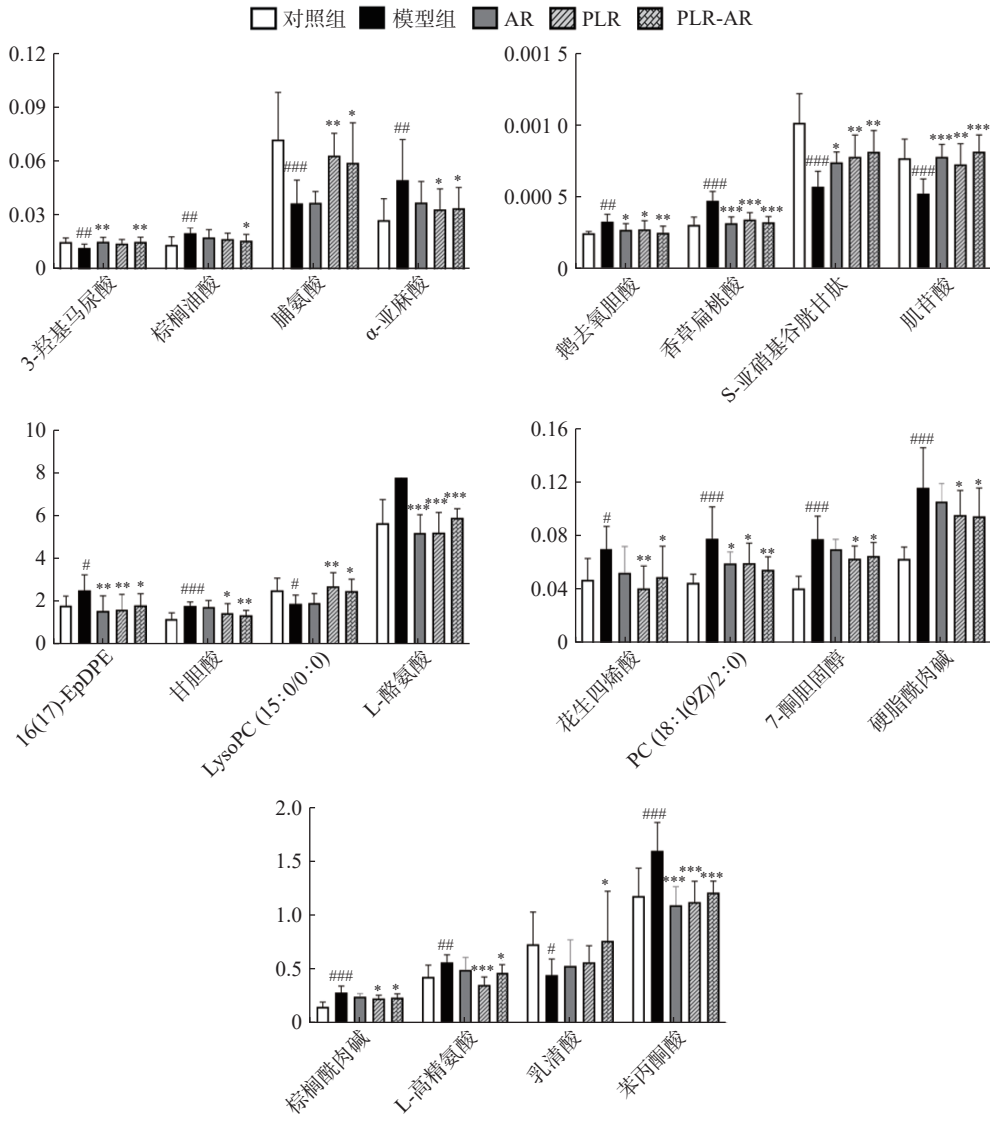 对照组 模型组 AR PLR PLR-AR
0.12
0.09
0.06
0.03
0
## ** **
## *
### ** *
## * *
3-羟基马尿酸
棕榈油酸
脯氨酸
α-亚麻酸
0.001 5
0.001 0
0.000 5
0
## * * **
### *** *** ***
### * ** **
### *** ** ***
鹅去氧胆酸
香草扁桃酸
S-亚硝基谷胱甘肽
肌苷酸
10
8
6
4
2
0
# ** ** *
### * **
# ** *
*** *** ***
16(17)-EpDPE
甘胆酸
LysoPC (15:0/0:0)
L-酪氨酸
0.16
0.12
0.08
0.04
0
# ** *
### * * **
### * *
### * *
花生四烯酸
PC (18:1(9Z)/2:0)
7-酮胆固醇
硬脂酰肉碱
2.0
1.5
1.0
0.5
0
### * *
## *** *
# *
### *** *** ***
棕榈酰肉碱
L-高精氨酸
乳清酸
苯丙酮酸